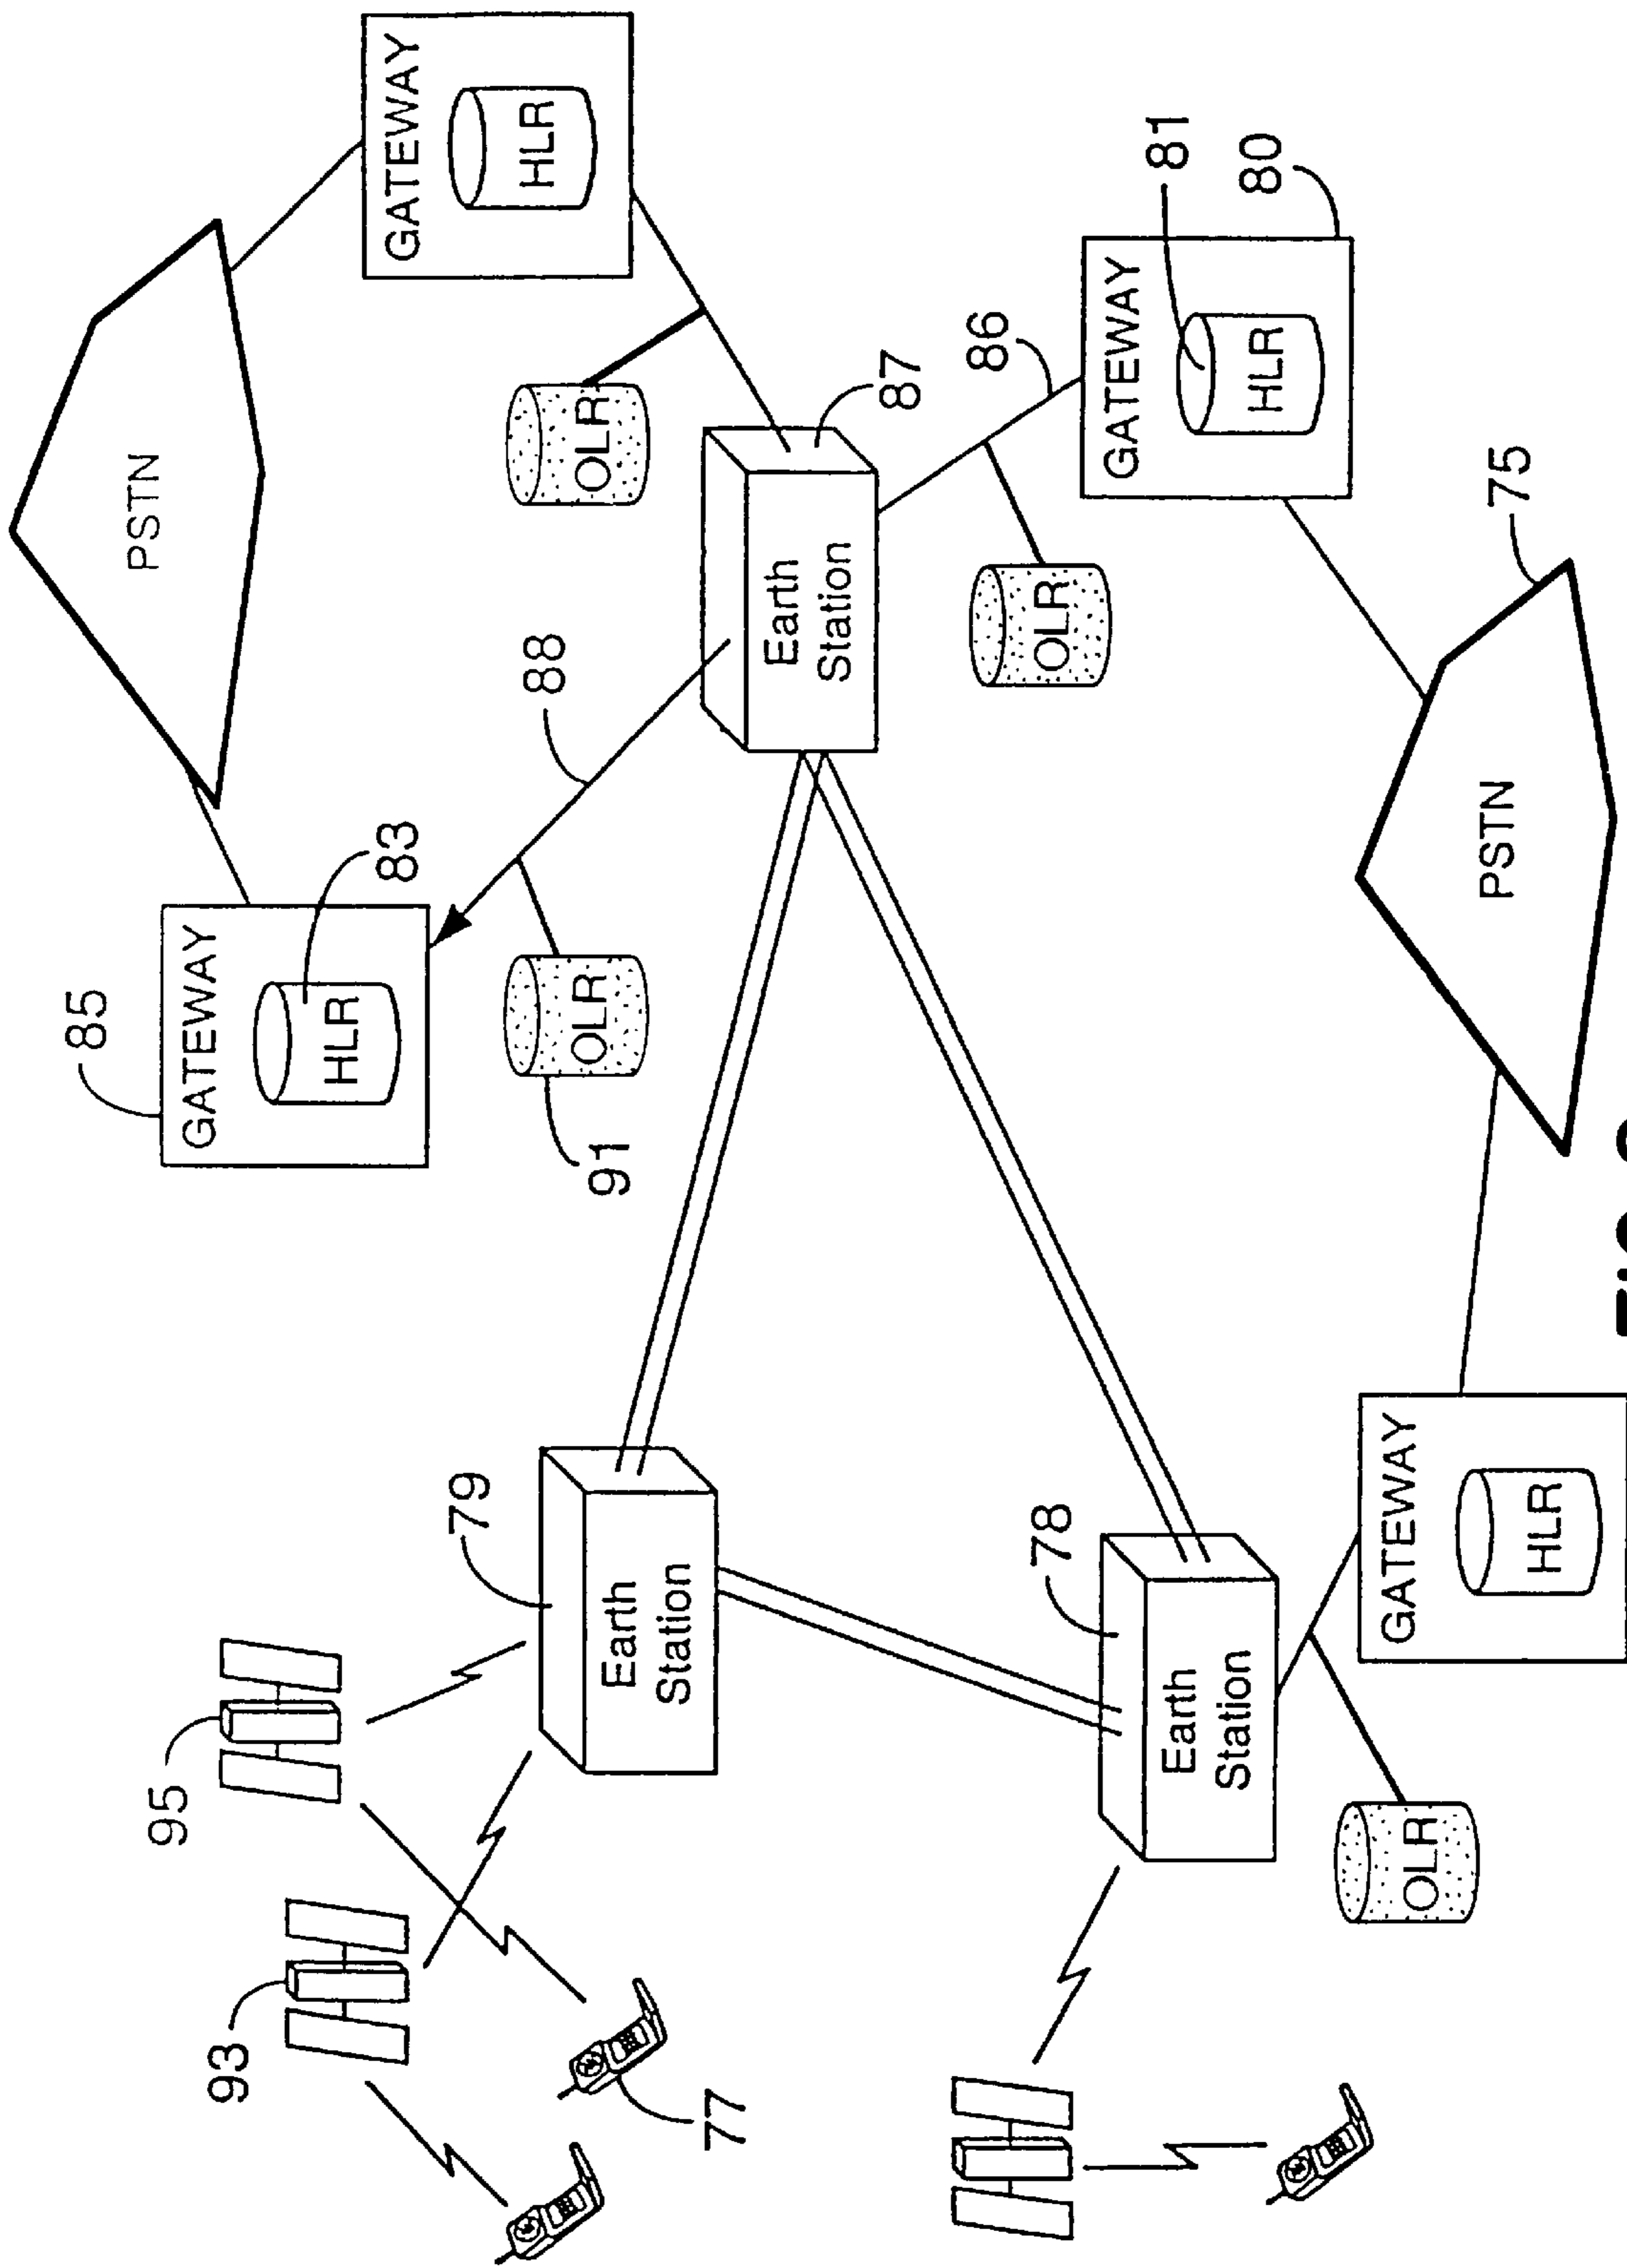 85
PSTN
95
GATEWAY
93
HLR
83
GATEWAY
79
88
HLR
91
OLR
OLR
Earth
Station
77
Earth
Station
87
86
78
OLR
GATEWAY
81
Earth
Station
80
HLR
GATEWAY
OLR
PSTN
75
HLR